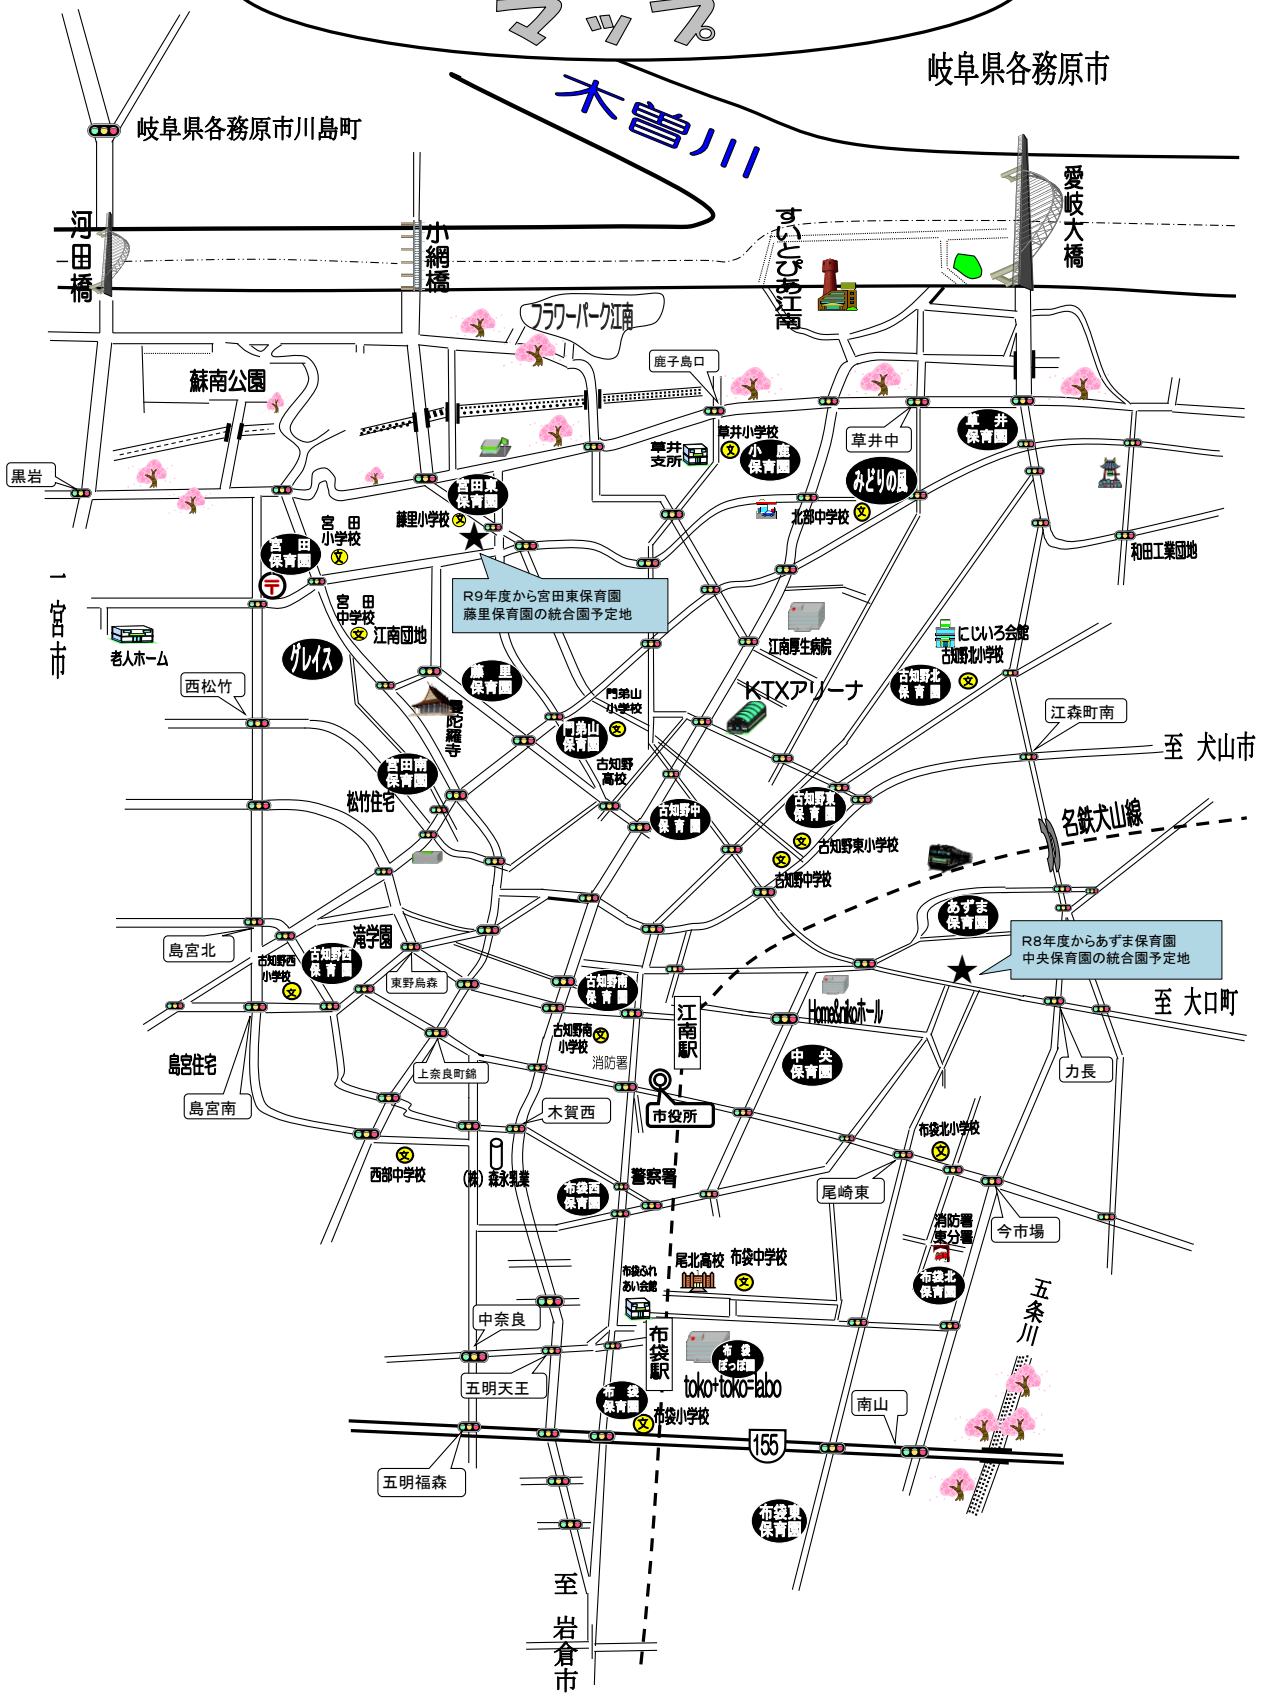 マップ
岐阜県各務原市
木曽川
岐阜県各務原市川島町
愛岐大橋
河田橋
小網橋
すいとぴあ江南
フラワーパーク江南
鹿子島口
蘇南公園
草井小学校
草井
支所
小鹿
保育園
草井中
草井
保育園
黒岩
宮田東
保育園
みどりの風
藤里小学校
北部中学校
宮田
小学校
宮田
保育園
和田工業団地
R9年度から宮田東保育園
藤里保育園の統合園予定地
一宮市
宮田
中学校
江南団地
老人ホーム
グレイス
江南厚生病院
にじいろ会館
古知野北小学校
古知野北
保育園
西松竹
藤里
保育園
曼陀羅寺
門弟山
小学校
門弟山
保育園
KTXアリーナ
江森町南
至 犬山市
古知野
高校
宮田南
保育園
松竹住宅
古知野中
保育園
古知野東
保育園
古知野東小学校
古知野中学校
名鉄犬山線
あずま
保育園
R8年度からあずま保育園
中央保育園の統合園予定地
島宮北
滝学園
古知野西
保育園
古知野西
小学校
東野烏森
古知野南
保育園
江南駅
Home&nikoホール
至 大口町
古知野南
小学校
消防署
中央
保育園
島宮住宅
上奈良町錦
力長
島宮南
木賀西
市役所
西部中学校
(株)森永乳業
警察署
布袋北小学校
布袋西
保育園
尾崎東
今市場
消防署
東分署
尾北高校
布袋中学校
布袋ふれ
あい会館
布袋北
保育園
五条川
中奈良
布袋駅
布袋
ぽっぽ園
toko+toko=labo
五明天王
布袋
保育園
布袋小学校
南山
155
五明福森
布袋東
保育園
至 岩倉市